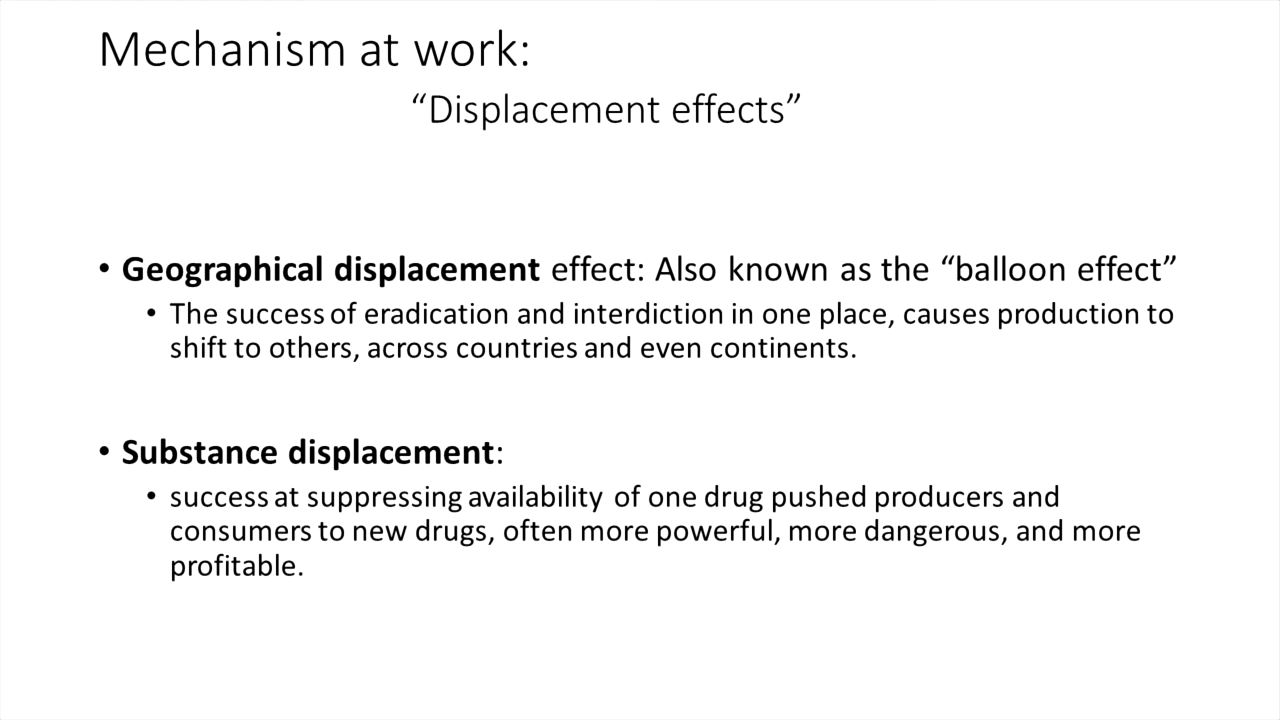 Mechanism at work:
“Displacement effects”
• Geographical displacement effect: Also known as the “balloon effect”
• The success of eradication and interdiction in one place, causes production to
shift to others, across countries and even continents.
• Substance displacement:
• success at suppressing availability of one drug pushed producers and
consumers to new drugs, often more powerful, more dangerous, and more
profitable.